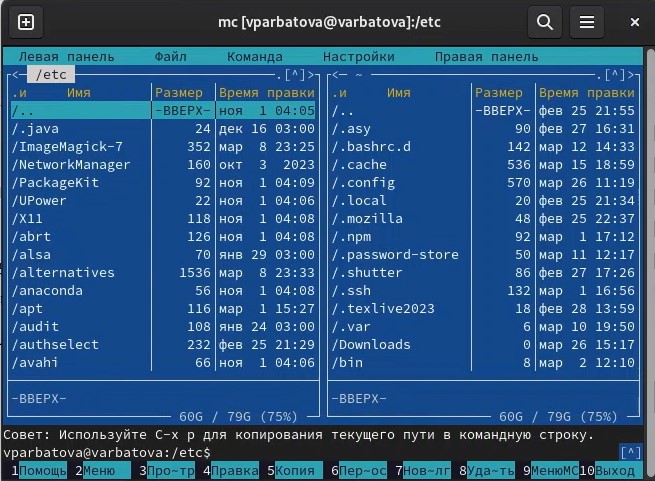 mc [vparbatova@varbatova]:/etc
Левая панель Файл Команда Настройки Правая панель
<─ /etc .[^]> <─ ~ .[^]>
.и Имя Размер Время правки .и Имя Размер Время правки
/.. -ВВЕРХ- ноя 1 04:05 /.. -ВВЕРХ- фев 25 21:55
/.java 24 дек 16 03:00 /.asy 90 фев 27 16:31
/ImageMagick-7 352 мар 8 23:25 /.bashrc.d 142 мар 12 14:33
/NetworkManager 160 окт 3 2023 /.cache 536 мар 15 18:59
/PackageKit 92 ноя 1 04:09 /.config 570 мар 26 11:19
/UPower 22 ноя 1 04:06 /.local 20 фев 25 21:34
/X11 118 ноя 1 04:08 /.mozilla 48 фев 25 22:37
/abrt 126 ноя 1 04:08 /.npm 92 мар 1 17:12
/alsa 70 янв 29 03:00 /.password-store 50 мар 11 12:17
/alternatives 1536 мар 8 23:33 /.shutter 86 фев 27 17:26
/anaconda 56 ноя 1 04:08 /.ssh 132 мар 1 16:56
/apt 116 мар 1 15:27 /.texlive2023 18 фев 28 13:59
/audit 108 янв 24 03:00 /.var 6 мар 10 19:50
/authselect 232 фев 25 21:29 /Downloads 0 мар 26 15:17
/avahi 66 ноя 1 04:06 /bin 8 мар 2 12:10
-ВВЕРХ- -ВВЕРХ-
60G / 79G (75%) 60G / 79G (75%)
Совет: Используйте C-x p для копирования текущего пути в командную строку.
vparbatova@varbatova:/etc$ [^]
1Помощь 2Меню 3Про~тр 4Правка 5Копия 6Пер~ос 7Нов~лг 8Уда~ть 9МенюMC 10Выход